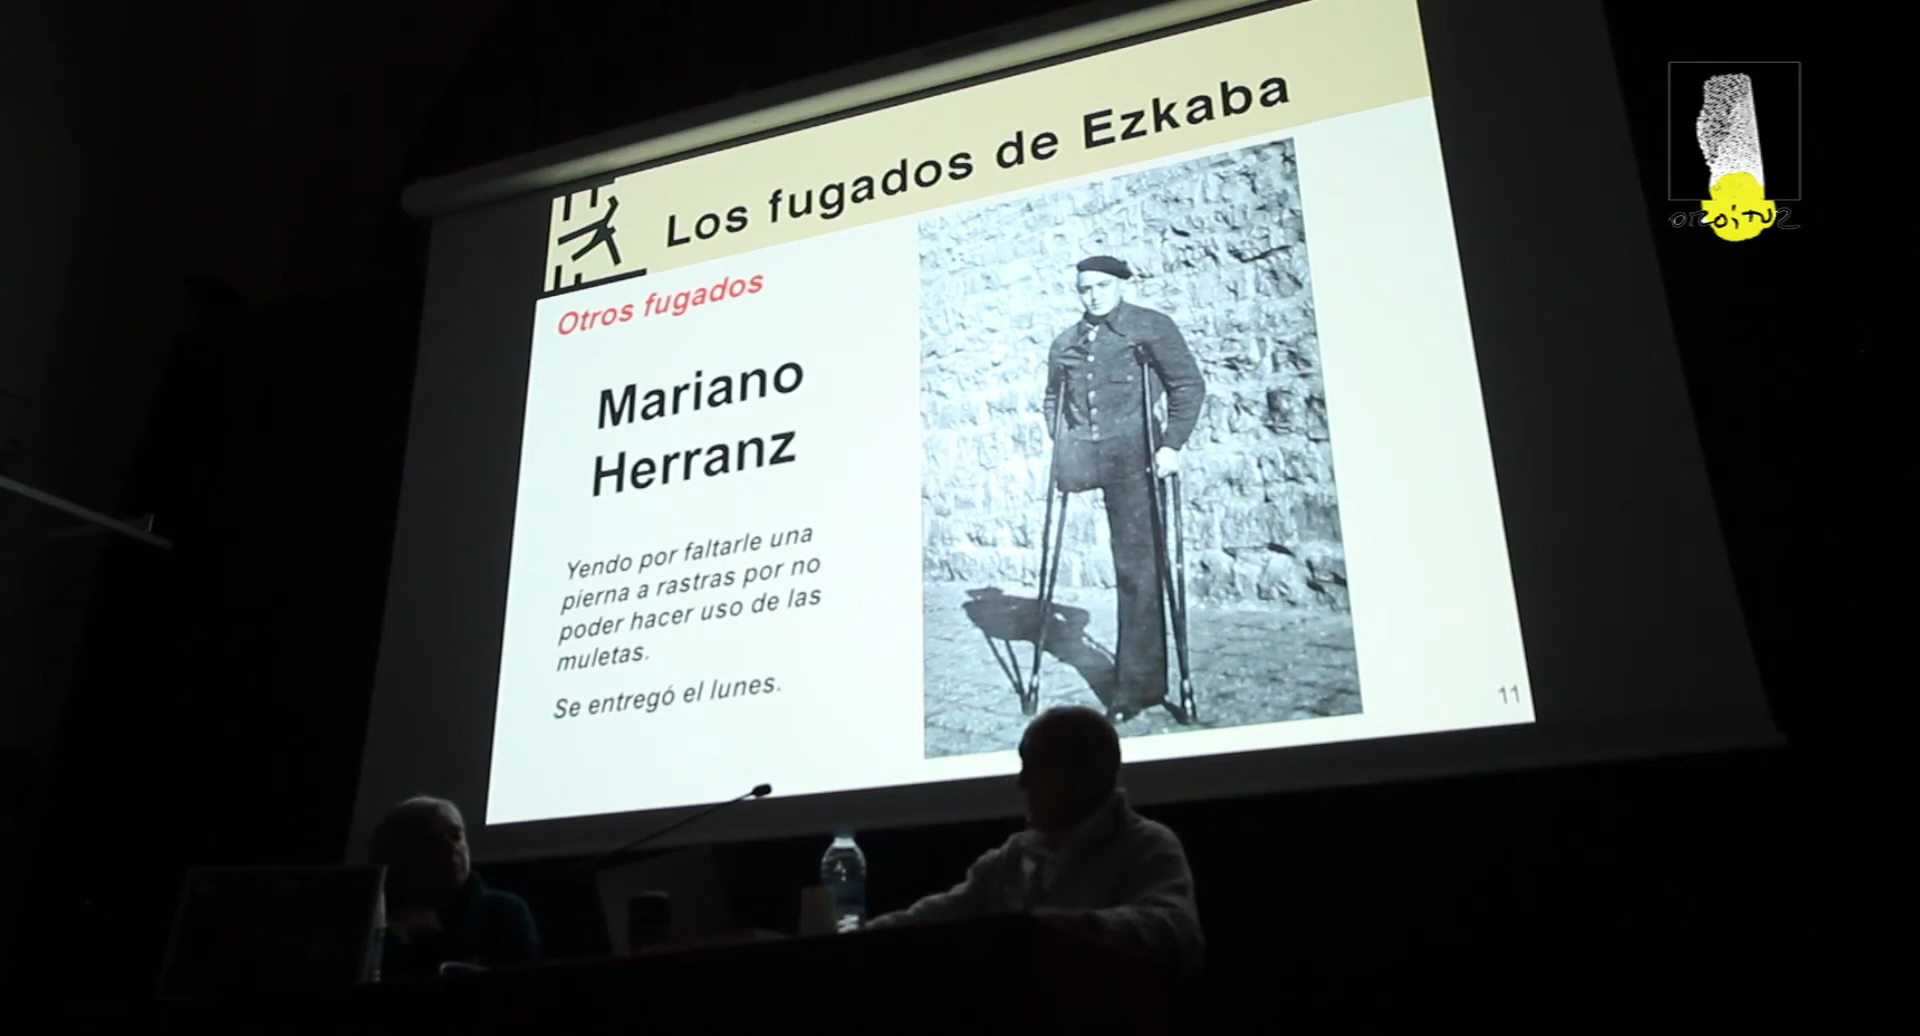 Los fugados de Ezkaba
Otros fugados
Mariano
Herranz
Yendo por faltarle una
pierna a rastras por no
poder hacer uso de las
muletas.
Se entregó el lunes.
11
oroituz